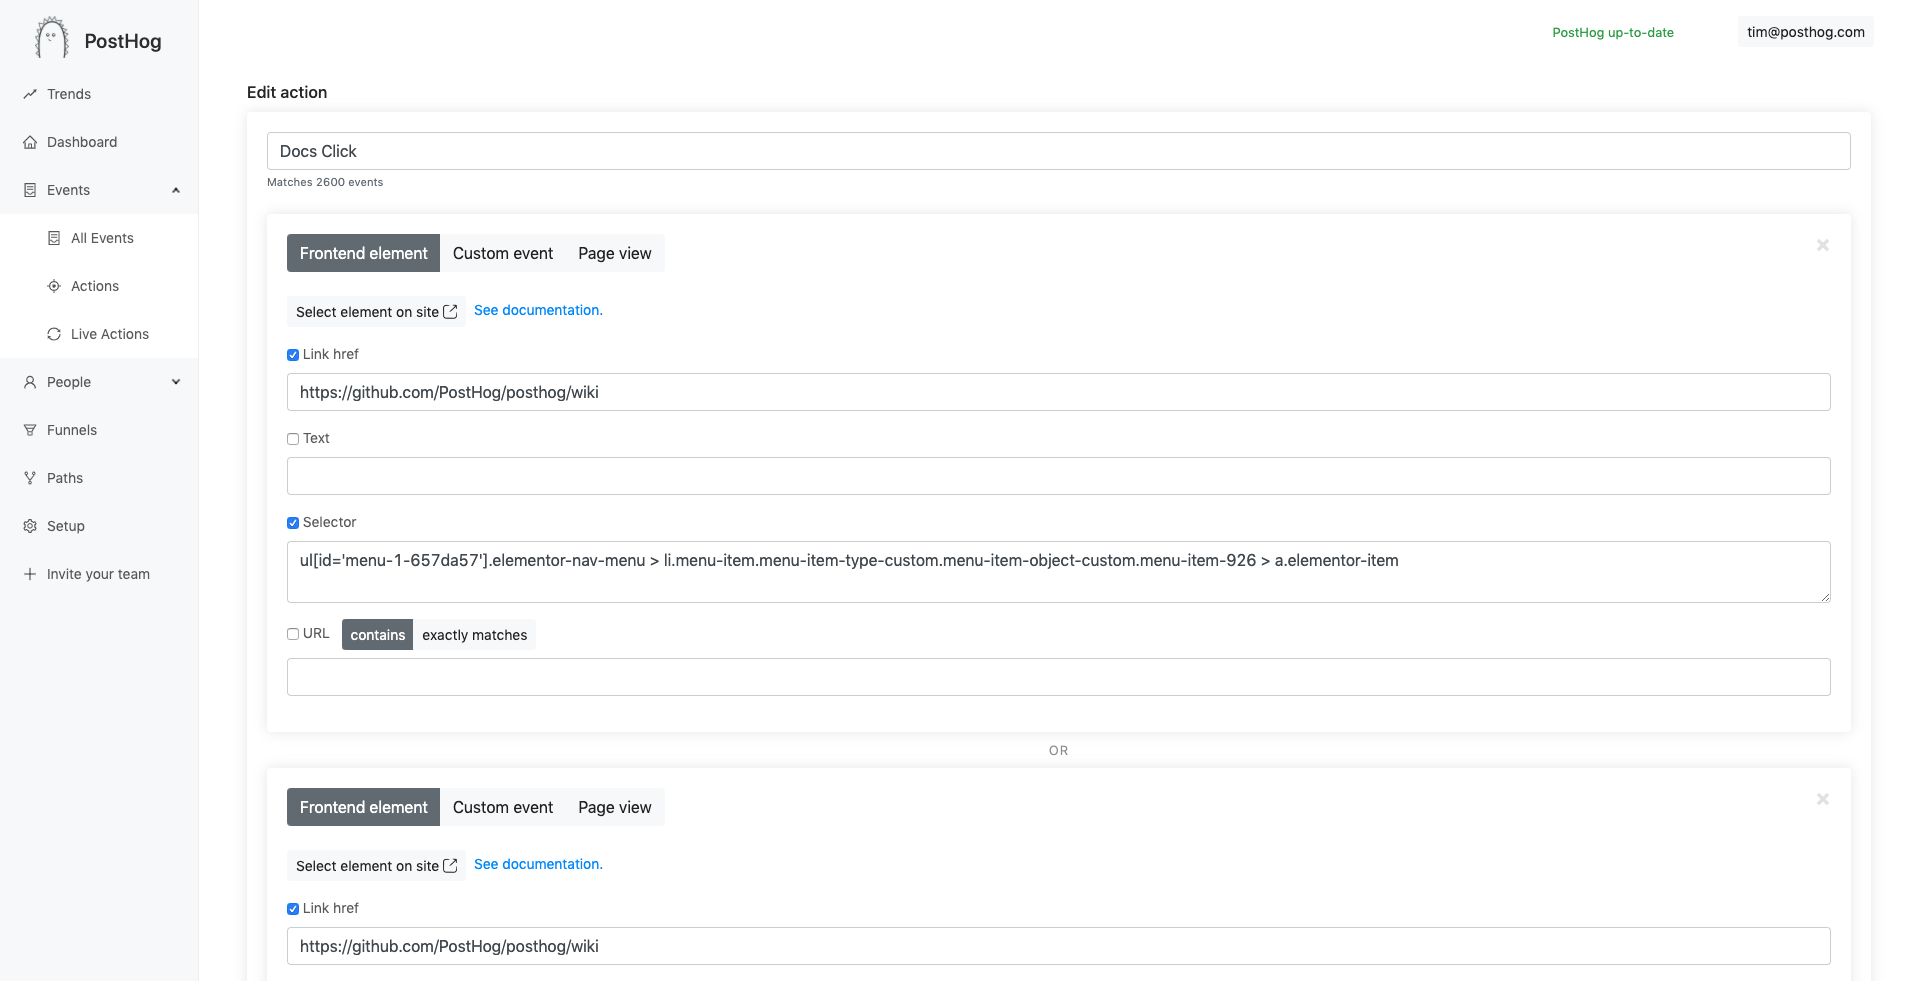 PostHog
PostHog up-to-date
tim@posthog.com
Trends
Dashboard
Events
All Events
Actions
Live Actions
People
Funnels
Paths
Setup
Invite your team
Edit action
Docs Click
Matches 2600 events
Frontend element Custom event Page view
Select element on site See documentation.
Link href
https://github.com/PostHog/posthog/wiki
Text
Selector
ul[id='menu-1-657da57'].elementor-nav-menu > li.menu-item.menu-item-type-custom.menu-item-object-custom.menu-item-926 > a.elementor-item
URL contains exactly matches
OR
Frontend element Custom event Page view
Select element on site See documentation.
Link href
https://github.com/PostHog/posthog/wiki